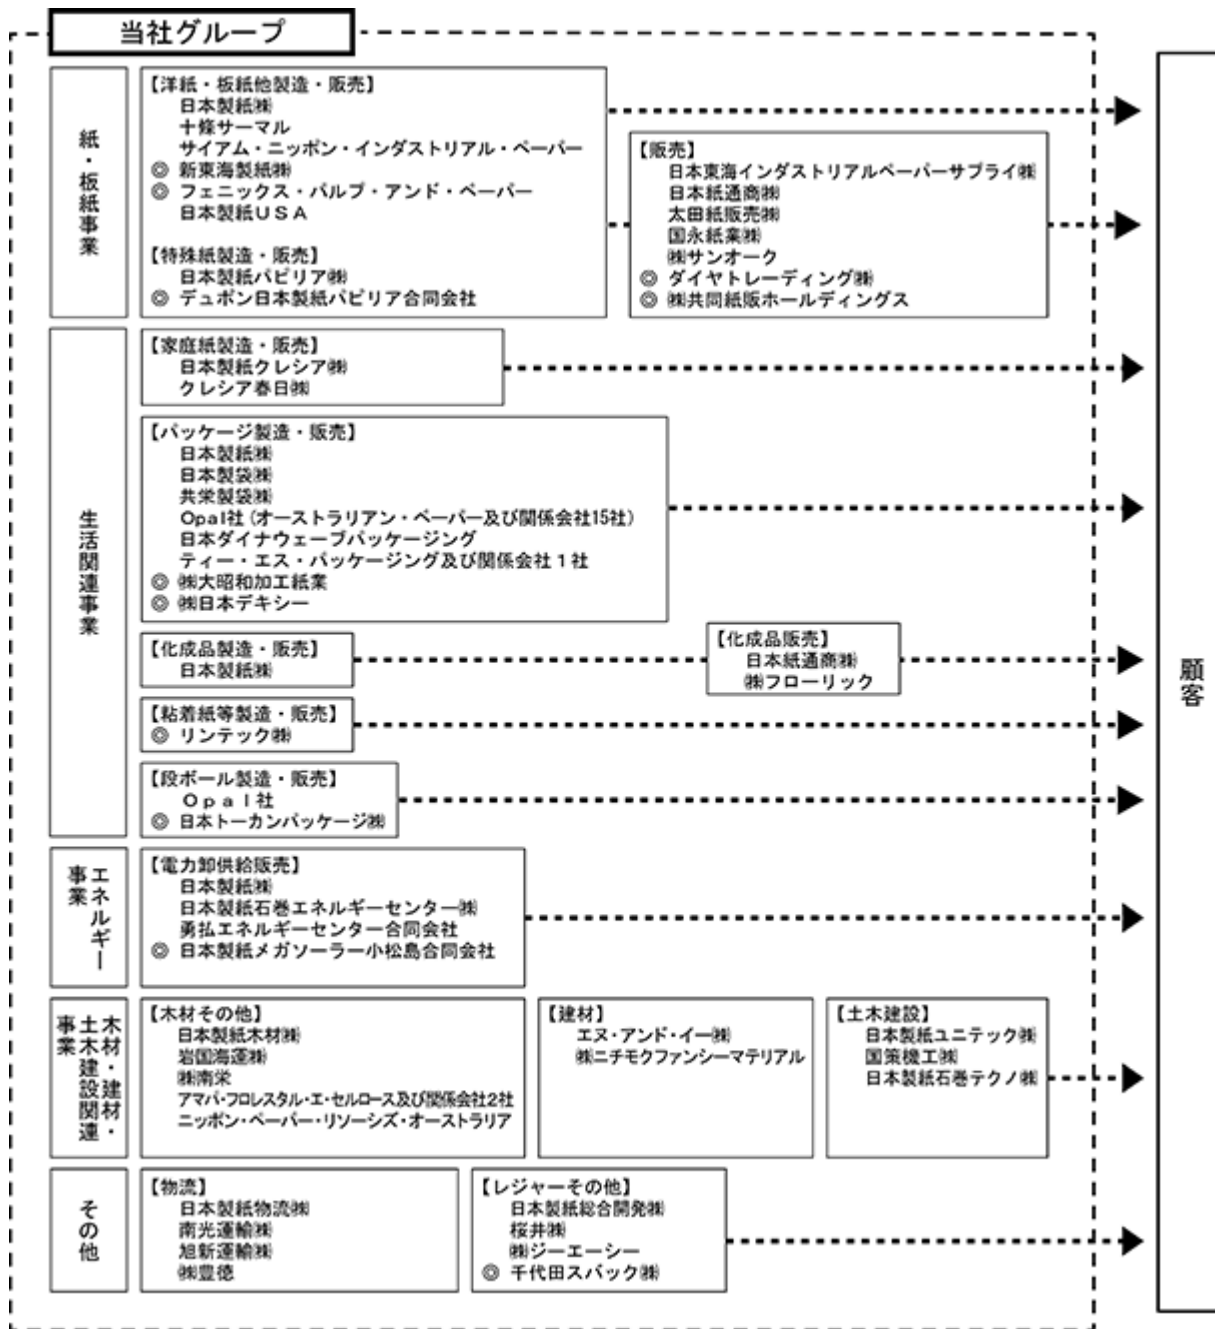 当社グループ
紙・板紙事業
【洋紙・板紙他製造・販売】
日本製紙㈱
十條サーマル
サイアム・ニッポン・インダストリアル・ペーパー
◎ 新東海製紙㈱
◎ フェニックス・パルプ・アンド・ペーパー
日本製紙USA
【特殊紙製造・販売】
日本製紙パピリア㈱
◎ デュポン日本製紙パピリア合同会社
【販売】
日本東海インダストリアルペーパーサプライ㈱
日本紙通商㈱
太田紙販売㈱
国永紙業㈱
㈱サンオーク
◎ ダイヤトレーディング㈱
◎ ㈱共同紙販ホールディングス
生活関連事業
【家庭紙製造・販売】
日本製紙クレシア㈱
クレシア春日㈱
【パッケージ製造・販売】
日本製紙㈱
日本製袋㈱
共栄製袋㈱
Opal社(オーストラリアン・ペーパー及び関係会社15社)
日本ダイナウェーブパッケージング
ティー・エス・パッケージング及び関係会社1社
◎ ㈱大昭和加工紙業
◎ ㈱日本デキシー
【化成品製造・販売】
日本製紙㈱
【化成品販売】
日本紙通商㈱
㈱フローリック
【粘着紙等製造・販売】
◎ リンテック㈱
【段ボール製造・販売】
Opal社
◎ 日本トーカンパッケージ㈱
エネルギー
事業
【電力卸供給販売】
日本製紙㈱
日本製紙石巻エネルギーセンター㈱
勇払エネルギーセンター合同会社
◎ 日本製紙メガソーラー小松島合同会社
木材・建材・
土木建設関連
事業
【木材その他】
日本製紙木材㈱
岩国海運㈱
㈱南栄
アマパ・フロレスタル・エ・セルロース及び関係会社2社
ニッポン・ペーパー・リソーシズ・オーストラリア
【建材】
エヌ・アンド・イー㈱
㈱ニチモクファンシーマテリアル
【土木建設】
日本製紙ユニテック㈱
国策機工㈱
日本製紙石巻テクノ㈱
その他
【物流】
日本製紙物流㈱
南光運輸㈱
旭新運輸㈱
㈱豊徳
【レジャーその他】
日本製紙総合開発㈱
桜井㈱
㈱ジーエーシー
◎ 千代田スバック㈱
顧客